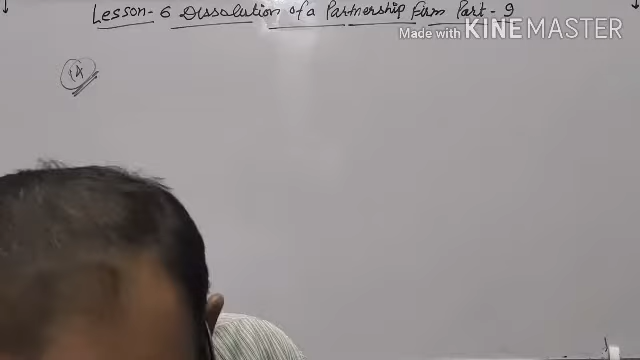 Lesson - 6 Dissolution of a Partnership firm Part - 9
Made with KINEMASTER
14